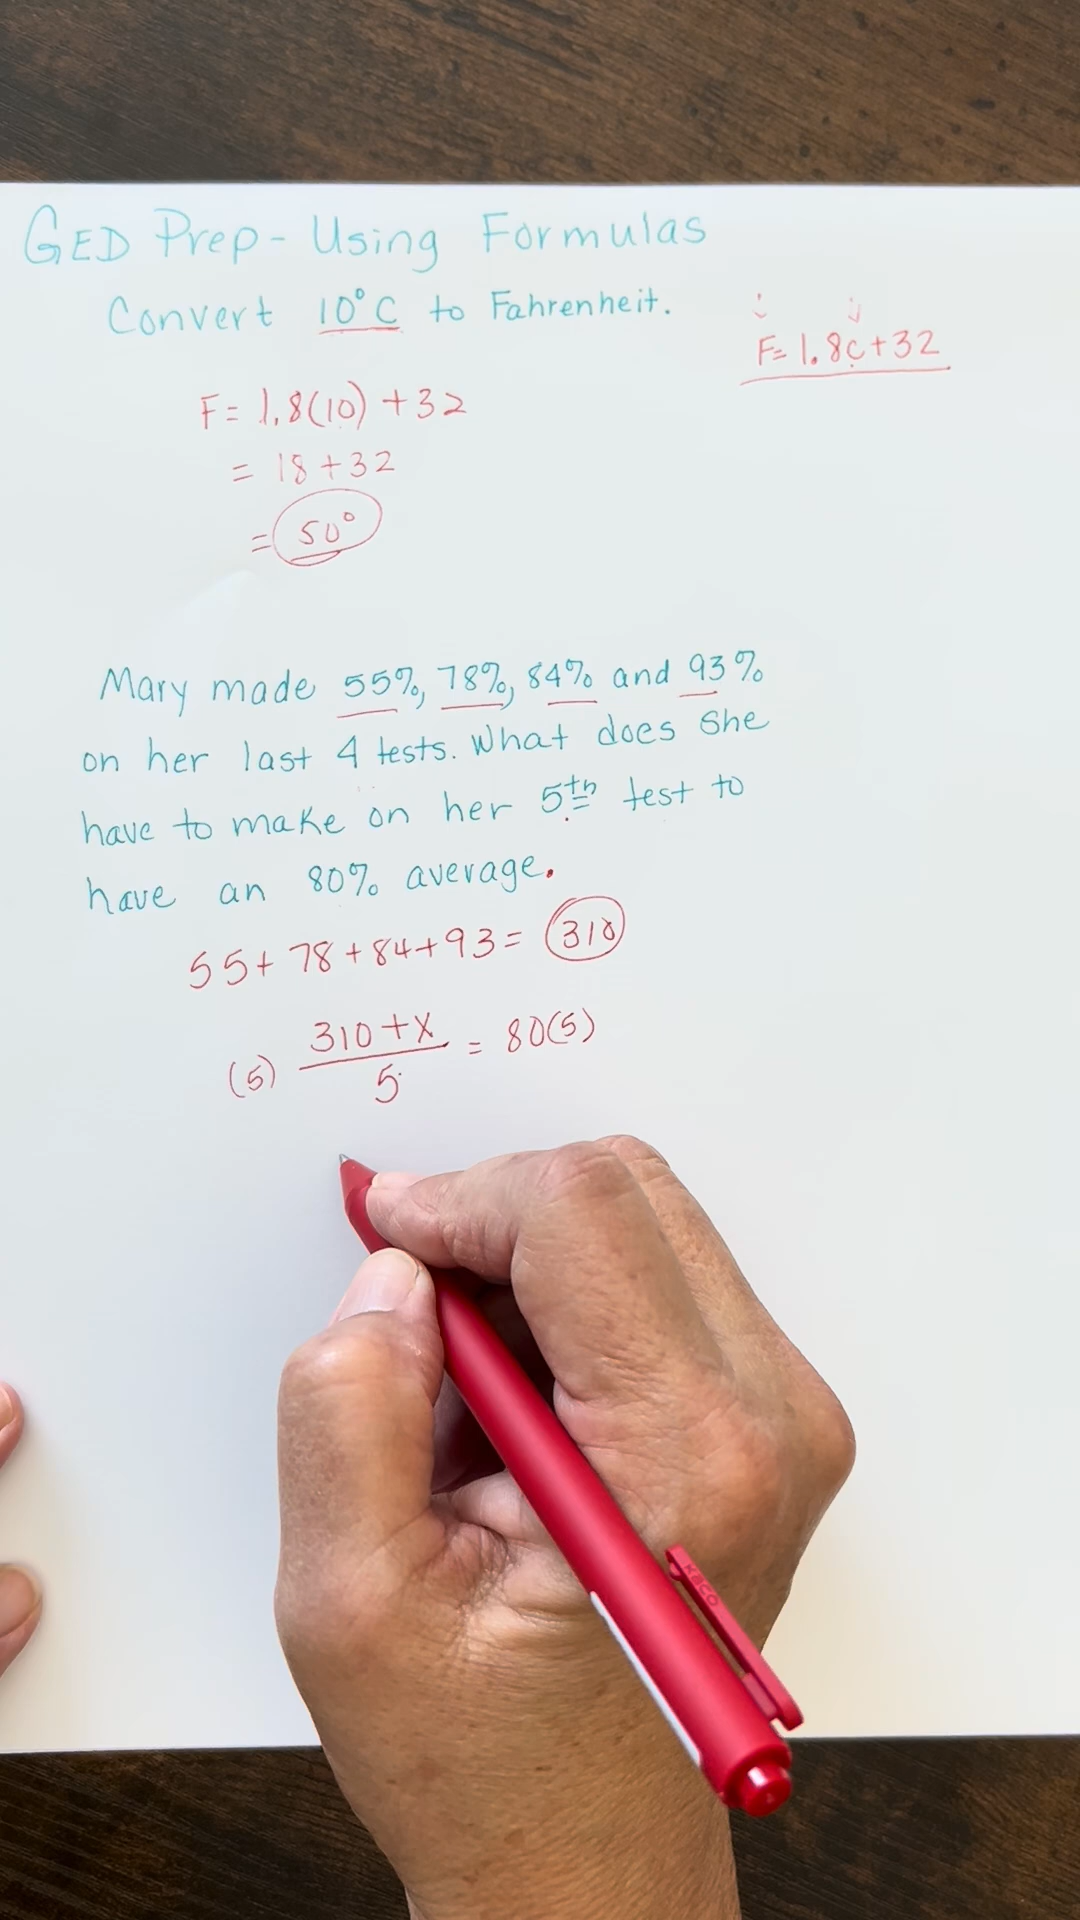 GED Prep- Using Formulas
Convert 10°C to Fahrenheit.
F= 1.8C+32
F= 1.8(10) +32
= 18+32
= 50°
Mary made 55%, 78%, 84% and 93%
on her last 4 tests. What does she
have to make on her 5th test to
have an 80% average.
55+ 78+84+93= 310
(5) 310+x = 80(5)
5
KACO